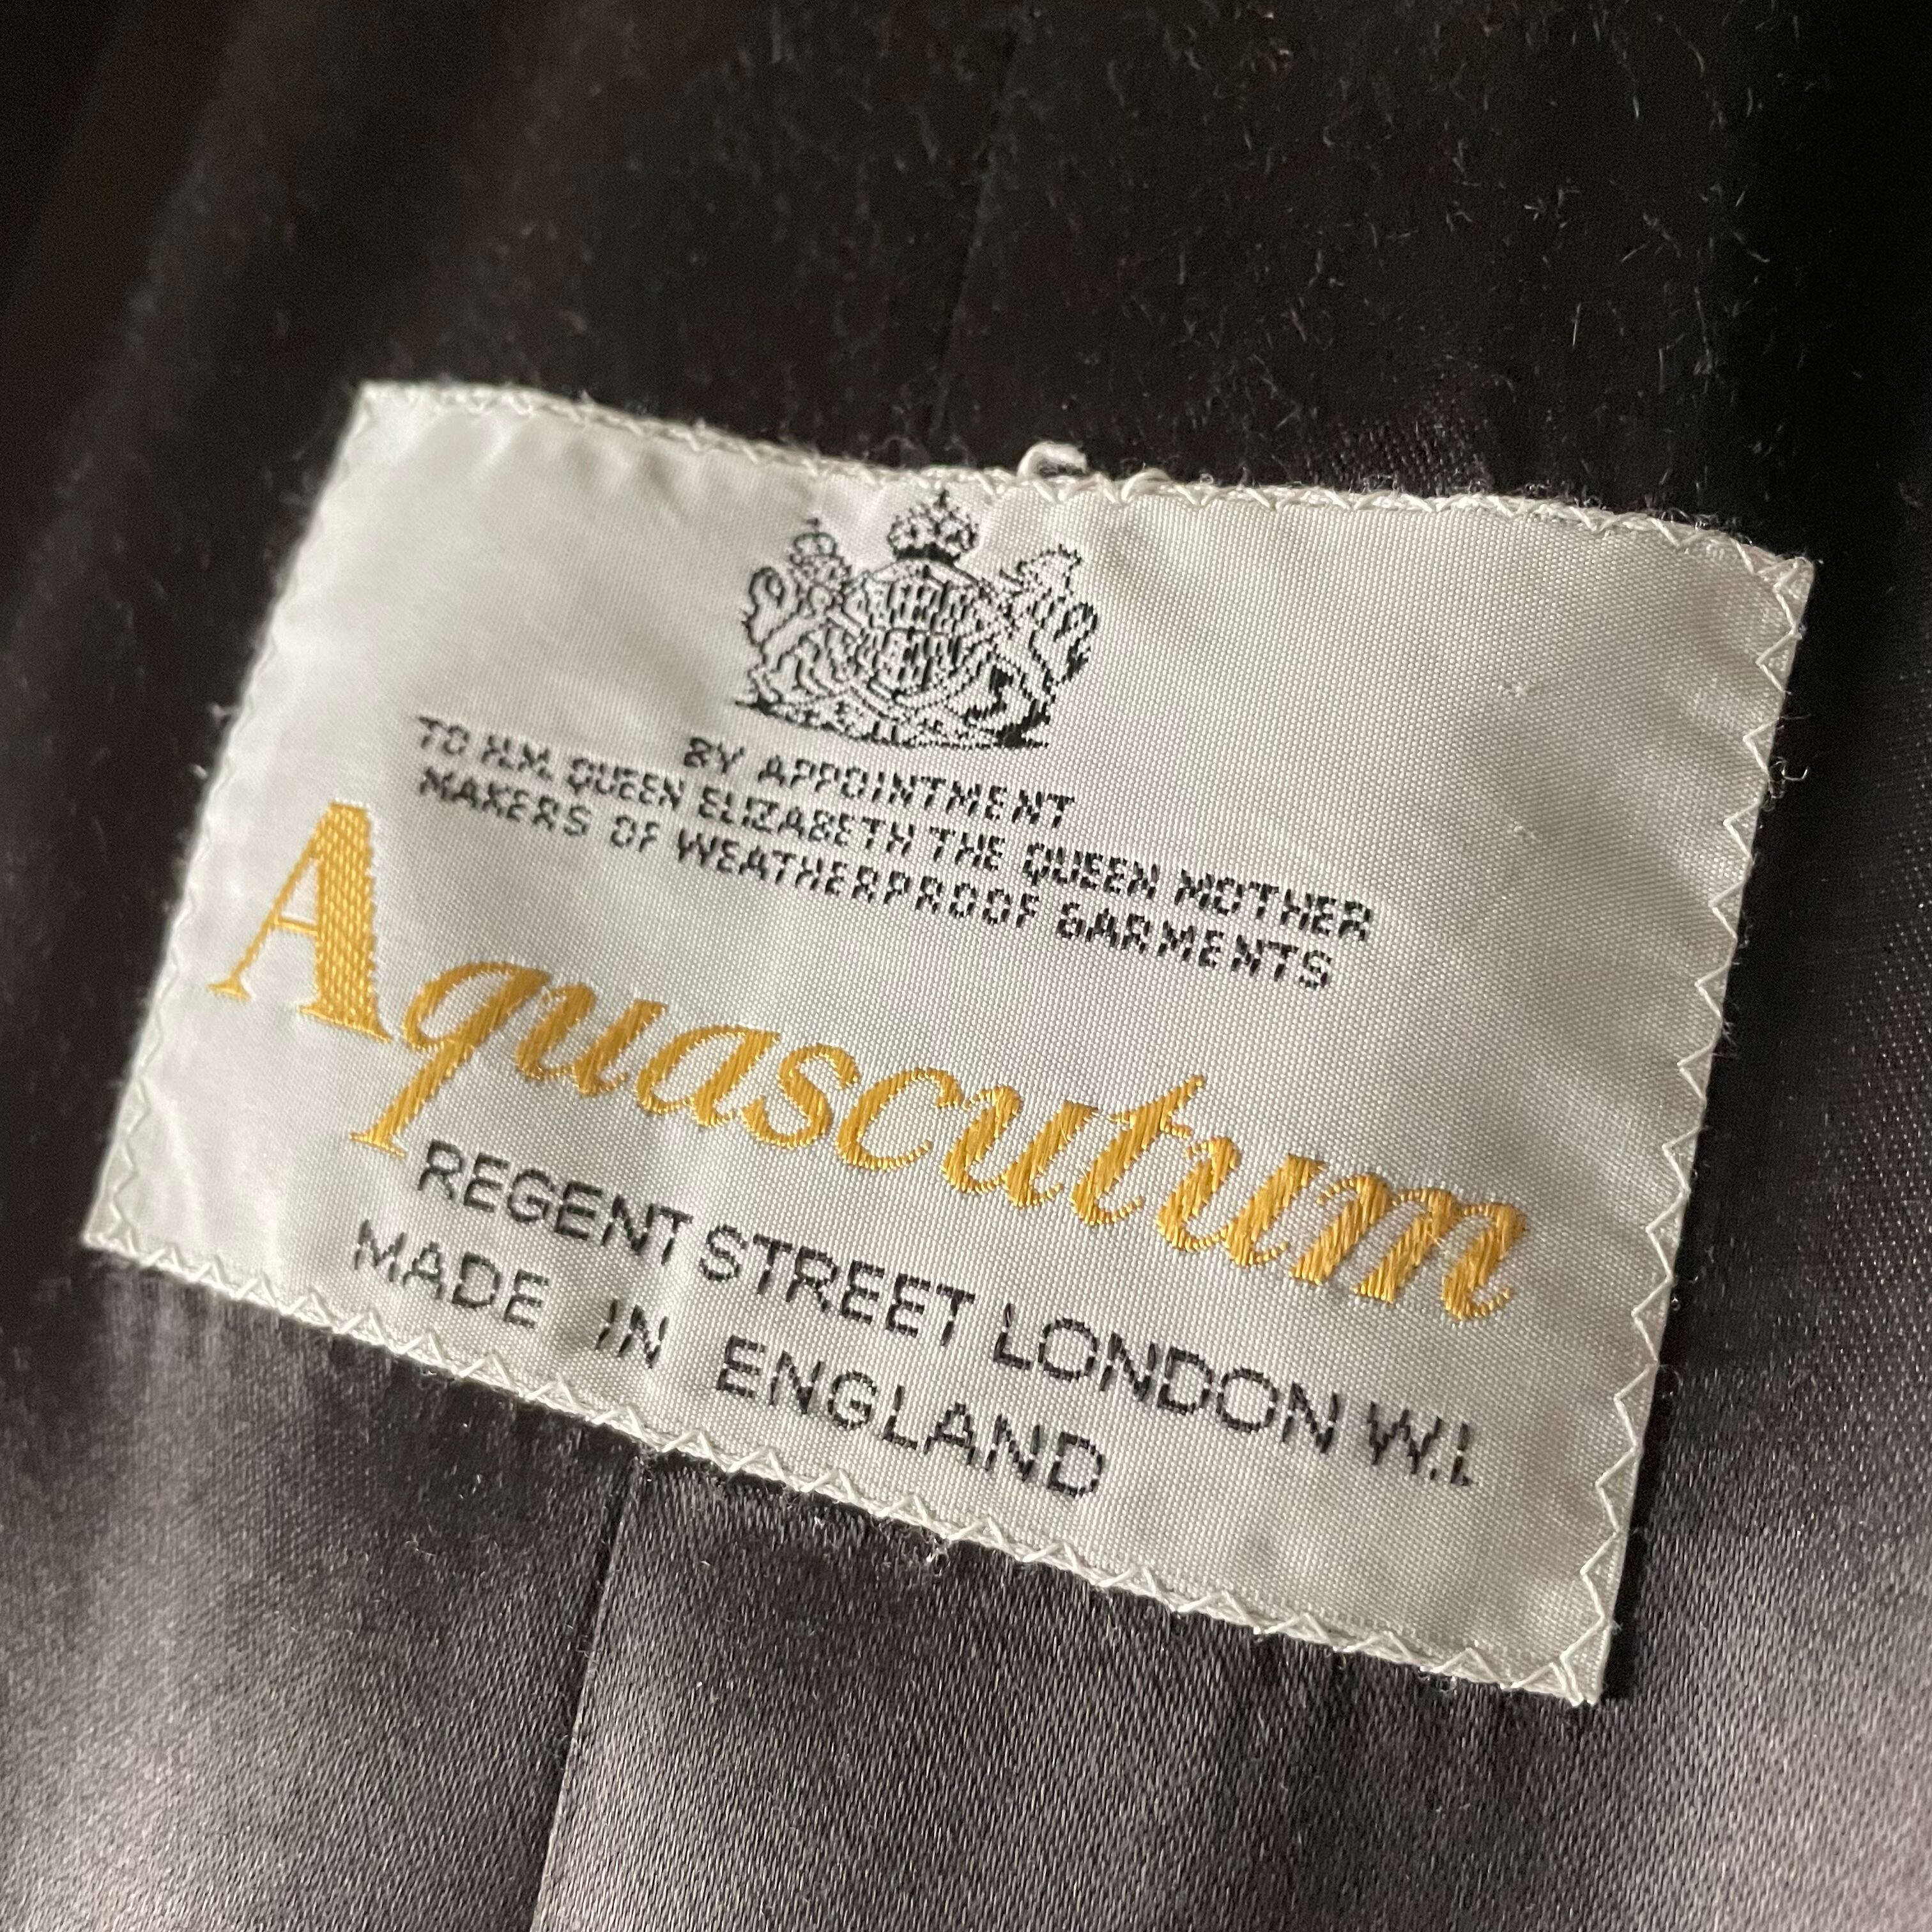 BY APPOINTMENT
TO H.M. QUEEN ELIZABETH THE QUEEN MOTHER
MAKERS OF WEATHERPROOF GARMENTS
Aquascutum
REGENT STREET LONDON W.1.
MADE IN ENGLAND